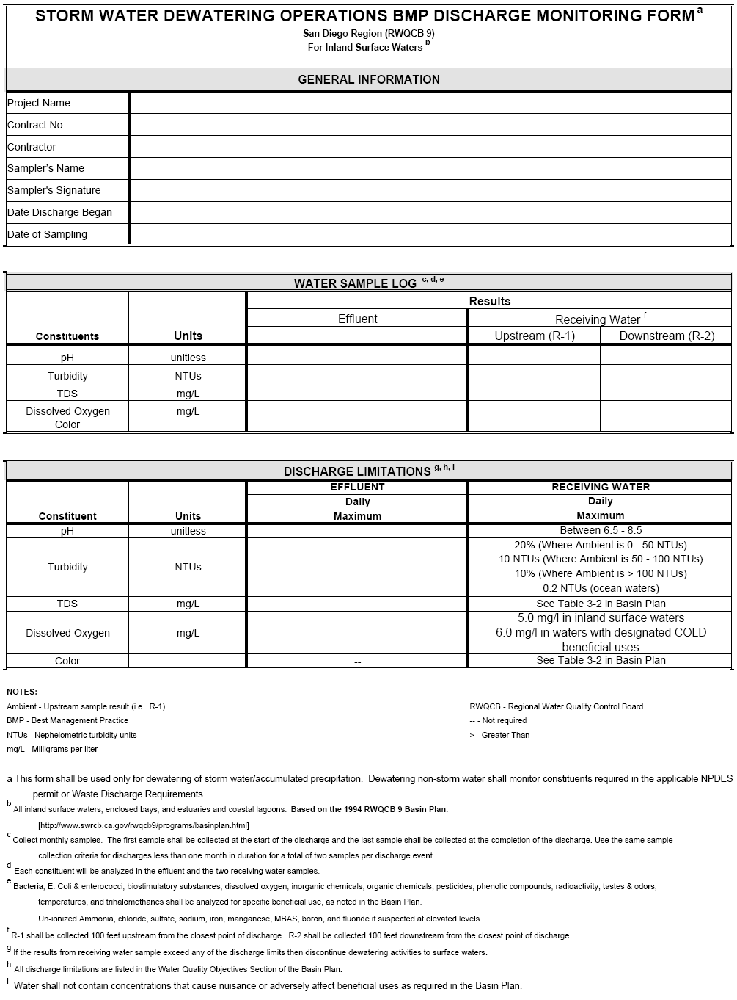 STORM WATER DEWATERING OPERATIONS BMP DISCHARGE MONITORING FORM a
San Diego Region (RWQCB 9)
For Inland Surface Waters b
GENERAL INFORMATION
Project Name
Contract No
Contractor
Sampler's Name
Sampler's Signature
Date Discharge Began
Date of Sampling
WATER SAMPLE LOG c, d, e
Results
Effluent Receiving Water f
Constituents Units Upstream (R-1) Downstream (R-2)
pH unitless
Turbidity NTUs
TDS mg/L
Dissolved Oxygen mg/L
Color
DISCHARGE LIMITATIONS g, h, i
EFFLUENT RECEIVING WATER
Daily Daily
Constituent Units Maximum Maximum
pH unitless -- Between 6.5 - 8.5
20% (Where Ambient is 0 - 50 NTUs)
10 NTUs (Where Ambient is 50 - 100 NTUs)
Turbidity NTUs --
10% (Where Ambient is > 100 NTUs)
0.2 NTUs (ocean waters)
TDS mg/L See Table 3-2 in Basin Plan
5.0 mg/l in inland surface waters
Dissolved Oxygen mg/L 6.0 mg/l in waters with designated COLD
beneficial uses
Color -- See Table 3-2 in Basin Plan
NOTES:
Ambient - Upstream sample result (i.e.. R-1) RWQCB - Regional Water Quality Control Board
BMP - Best Management Practice -- - Not required
NTUs - Nephelometric turbidity units > - Greater Than
mg/L - Milligrams per liter
a This form shall be used only for dewatering of storm water/accumulated precipitation. Dewatering non-storm water shall monitor constituents required in the applicable NPDES
permit or Waste Discharge Requirements.
b All inland surface waters, enclosed bays, and estuaries and coastal lagoons. Based on the 1994 RWQCB 9 Basin Plan.
[http://www.swrcb.ca.gov/rwqcb9/programs/basinplan.html]
c Collect monthly samples. The first sample shall be collected at the start of the discharge and the last sample shall be collected at the completion of the discharge. Use the same sample
collection criteria for discharges less than one month in duration for a total of two samples per discharge event.
d Each constituent will be analyzed in the effluent and the two receiving water samples.
e Bacteria, E. Coli & enterococci, biostimulatory substances, dissolved oxygen, inorganic chemicals, organic chemicals, pesticides, phenolic compounds, radioactivity, tastes & odors,
temperatures, and trihalomethanes shall be analyzed for specific beneficial use, as noted in the Basin Plan.
Un-ionized Ammonia, chloride, sulfate, sodium, iron, manganese, MBAS, boron, and fluoride if suspected at elevated levels.
f R-1 shall be collected 100 feet upstream from the closest point of discharge. R-2 shall be collected 100 feet downstream from the closest point of discharge.
g If the results from receiving water sample exceed any of the discharge limits then discontinue dewatering activities to surface waters.
h All discharge limitations are listed in the Water Quality Objectives Section of the Basin Plan.
i Water shall not contain concentrations that cause nuisance or adversely affect beneficial uses as required in the Basin Plan.